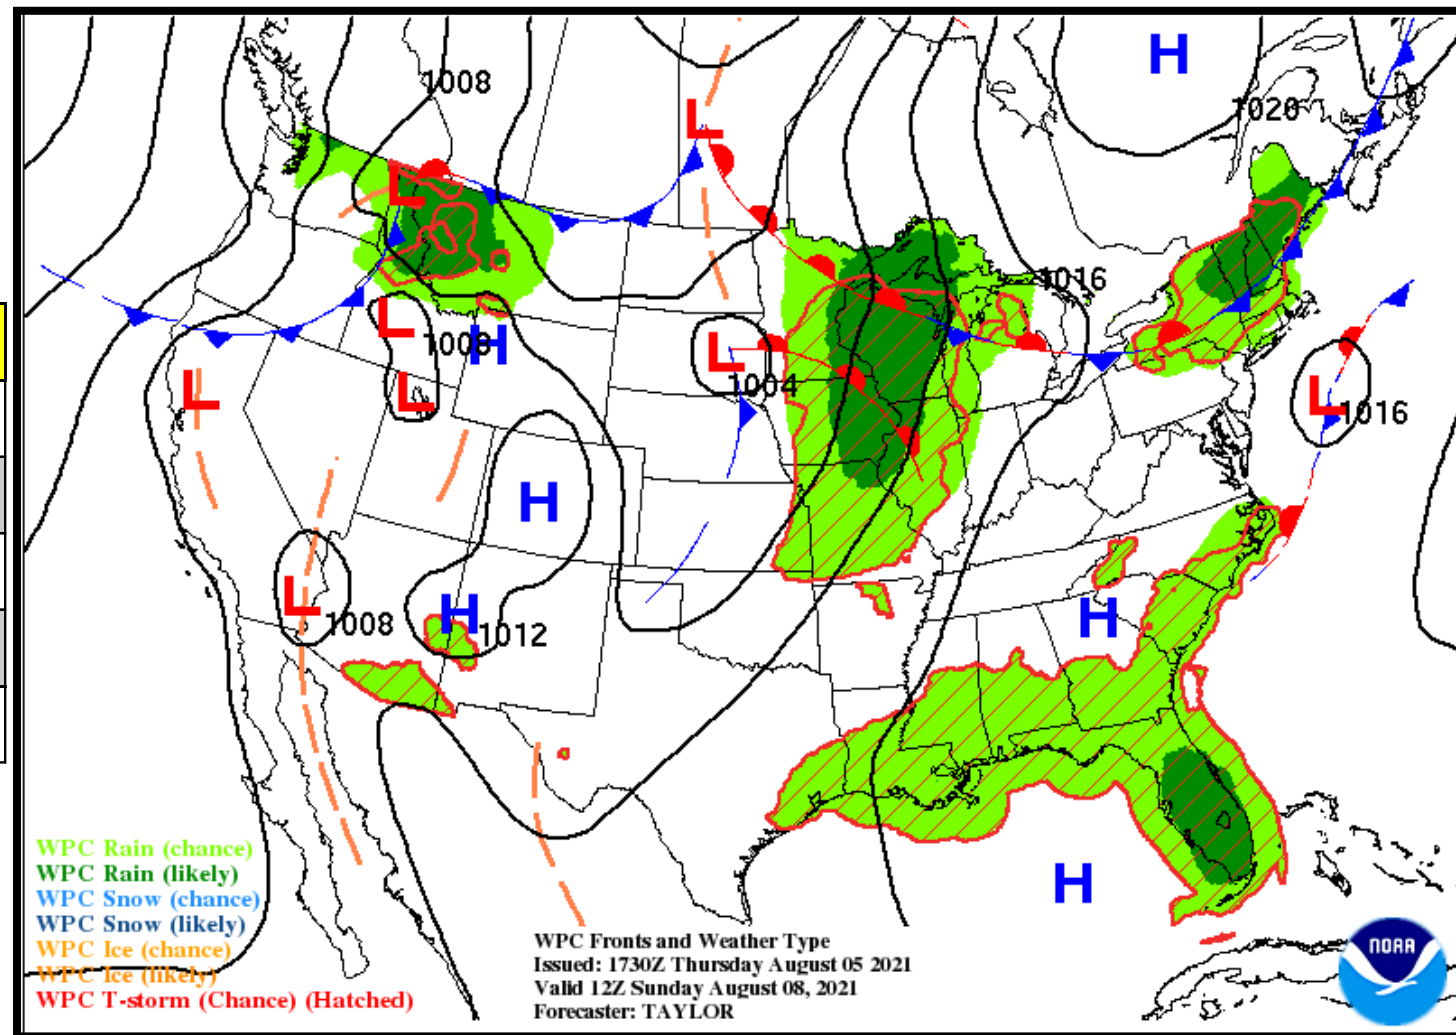 H
1008
1020
L
L
1016
L
1008
H
L
1004
L
L
L
1016
H
L
1008
H
1012
H
H
WPC Rain (chance)
WPC Rain (likely)
WPC Snow (chance)
WPC Snow (likely)
WPC Ice (chance)
WPC Ice (likely)
WPC T-storm (Chance) (Hatched)
WPC Fronts and Weather Type
Issued: 1730Z Thursday August 05 2021
Valid 12Z Sunday August 08, 2021
Forecaster: TAYLOR
NOAA